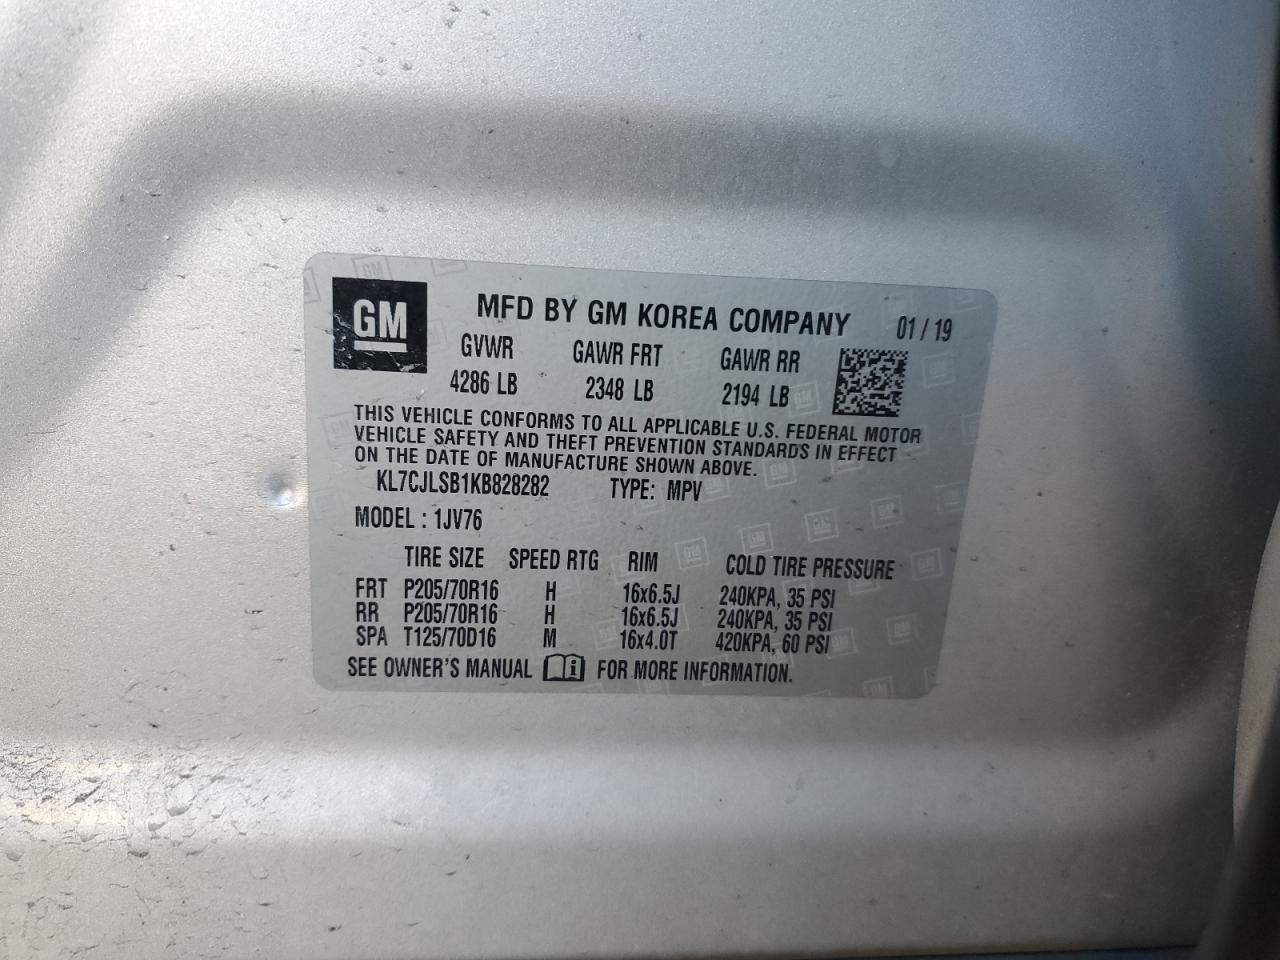 GM
MFD BY GM KOREA COMPANY 01 / 19
GVWR GAWR FRT GAWR RR
4286 LB 2348 LB 2194 LB
THIS VEHICLE CONFORMS TO ALL APPLICABLE U.S. FEDERAL MOTOR
VEHICLE SAFETY AND THEFT PREVENTION STANDARDS IN EFFECT
ON THE DATE OF MANUFACTURE SHOWN ABOVE.
KL7CJLSB1KB828282 TYPE: MPV
MODEL : 1JV76
TIRE SIZE SPEED RTG RIM COLD TIRE PRESSURE
FRT P205/70R16 H 16x6.5J 240KPA, 35 PSI
RR P205/70R16 H 16x6.5J 240KPA, 35 PSI
SPA T125/70D16 M 16x4.0T 420KPA, 60 PSI
SEE OWNER'S MANUAL FOR MORE INFORMATION.